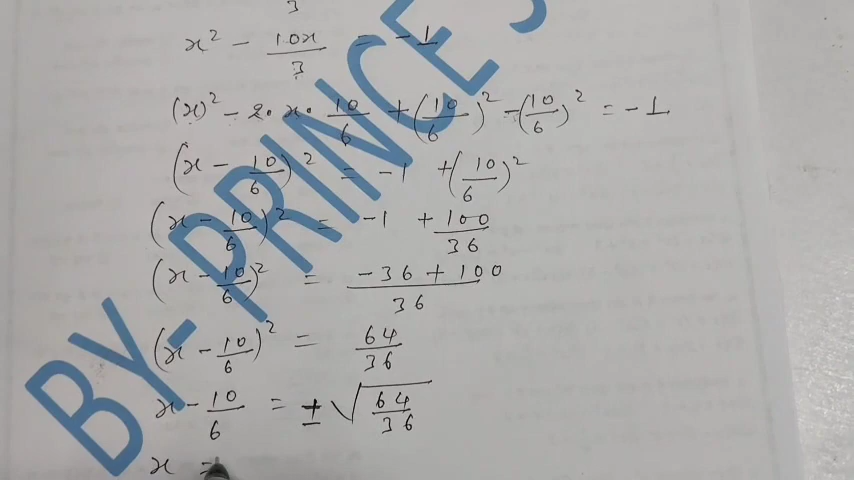 3
x² - 10x/3 = -1
(x)² - 2·x·10/6 + (10/6)² - (10/6)² = -1
(x - 10/6)² = -1 + (10/6)²
(x - 10/6)² = -1 + 100/36
(x - 10/6)² = (-36 + 100)/36
(x - 10/6)² = 64/36
x - 10/6 = ± √(64/36)
x =
BY-PRINCE